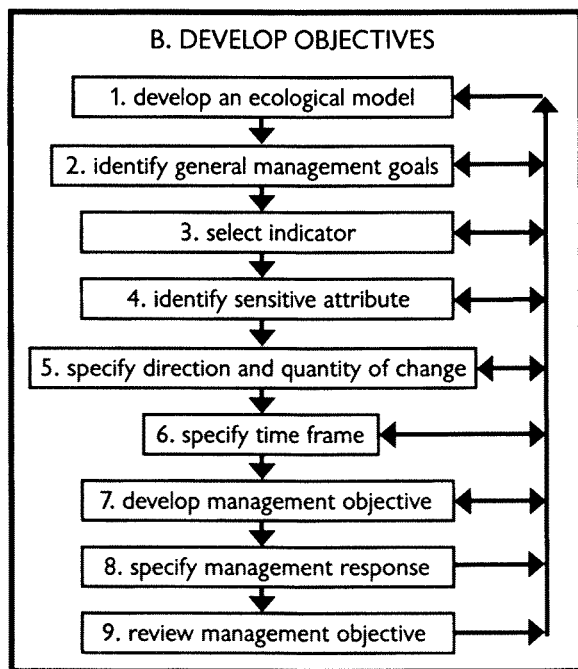 B. DEVELOP OBJECTIVES
1. develop an ecological model
2. identify general management goals
3. select indicator
4. identify sensitive attribute
5. specify direction and quantity of change
6. specify time frame
7. develop management objective
8. specify management response
9. review management objective